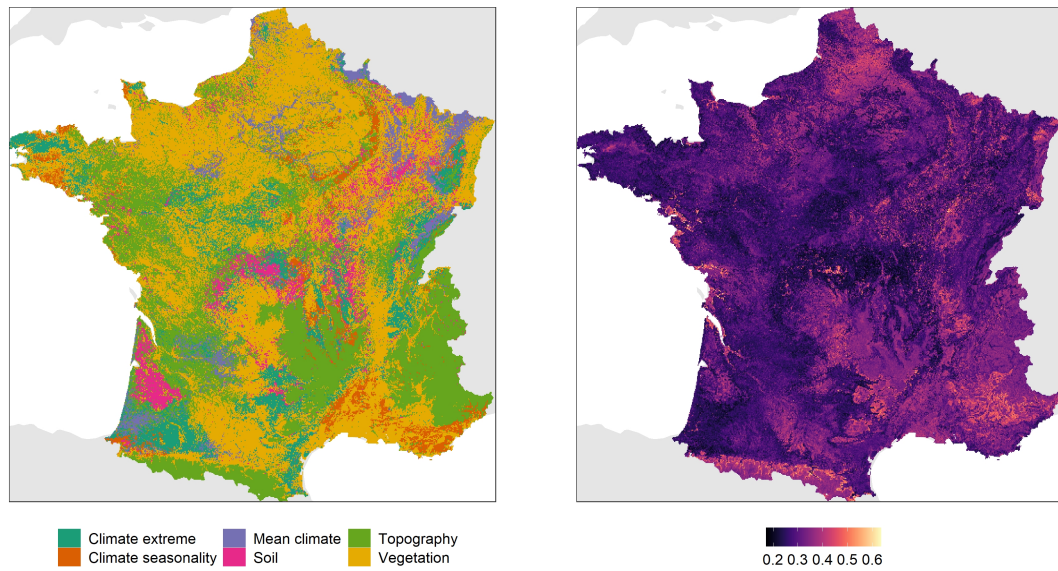 Climate extreme Mean climate Topography
Climate seasonality Soil Vegetation
0.2 0.3 0.4 0.5 0.6